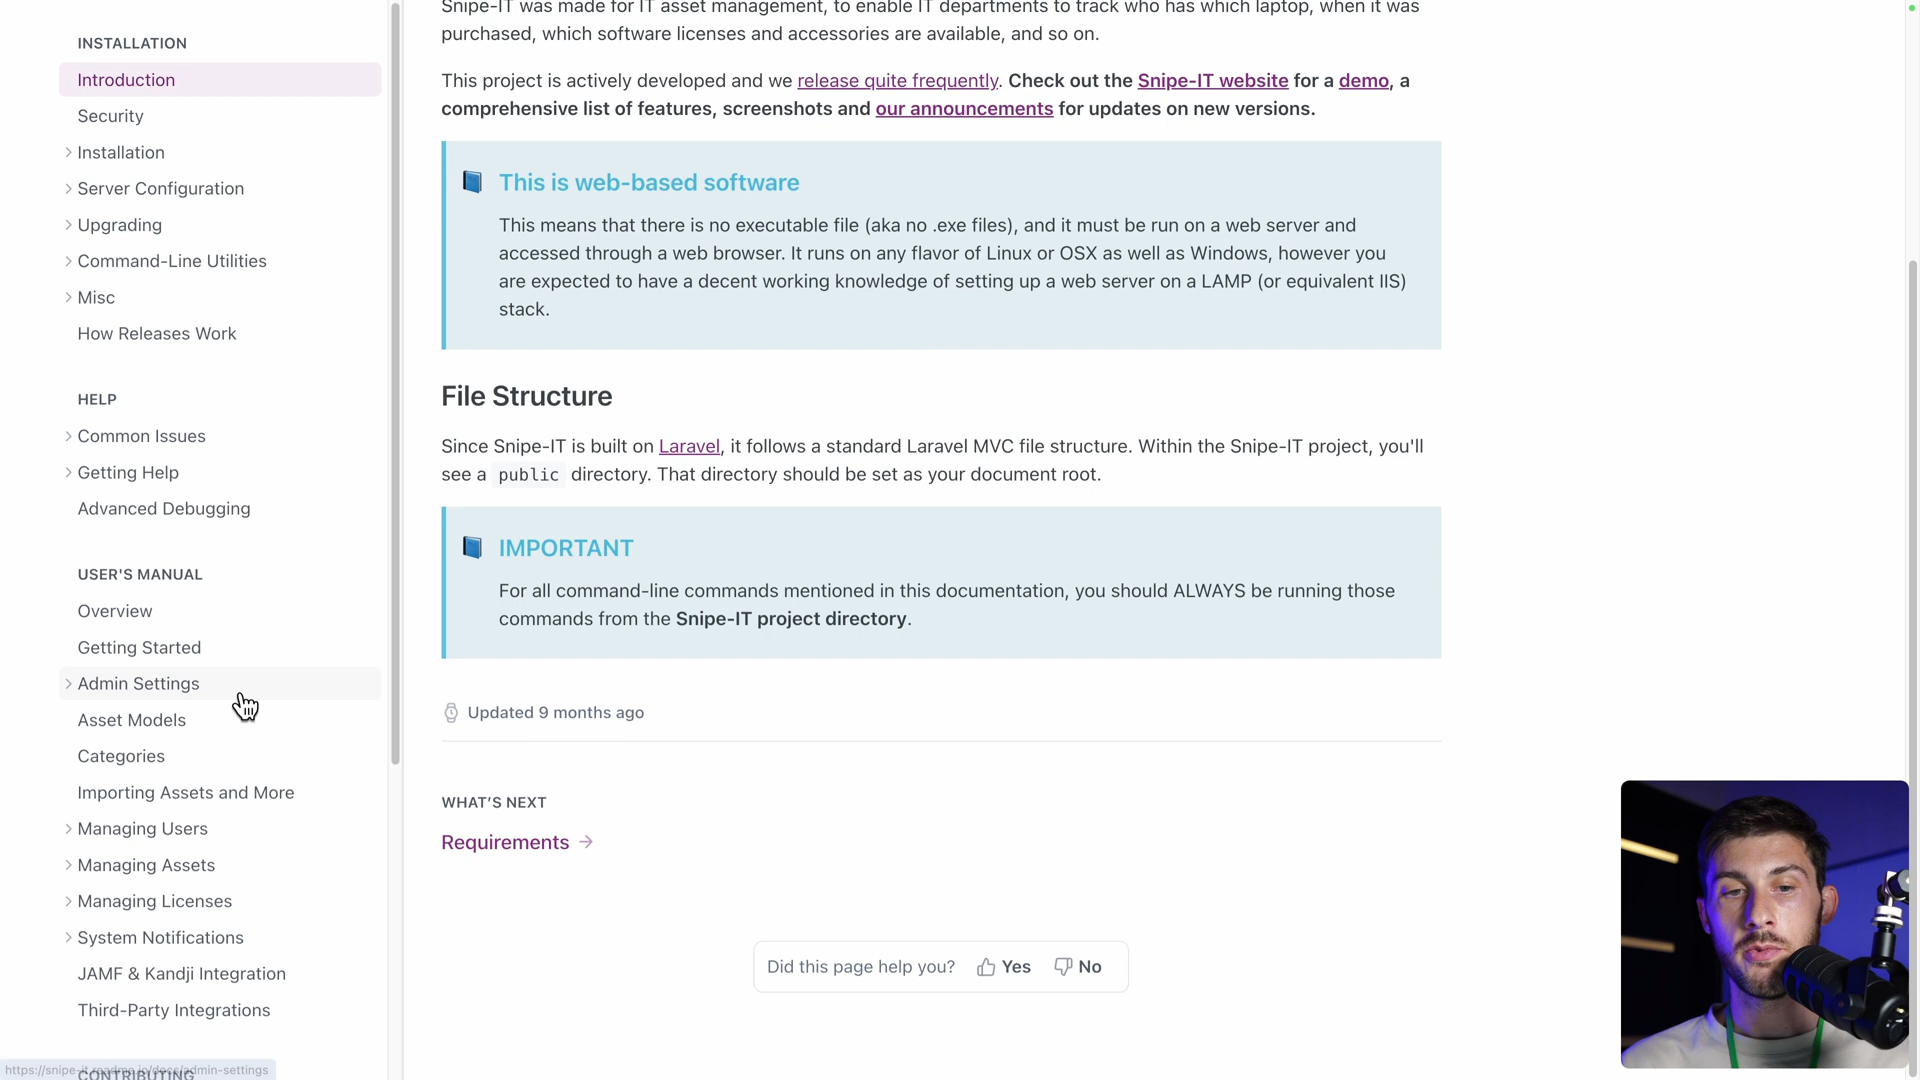 INSTALLATION
Introduction
Security
Installation
Server Configuration
Upgrading
Command-Line Utilities
Misc
How Releases Work
HELP
Common Issues
Getting Help
Advanced Debugging
USER'S MANUAL
Overview
Getting Started
Admin Settings
Asset Models
Categories
Importing Assets and More
Managing Users
Managing Assets
Managing Licenses
System Notifications
JAMF & Kandji Integration
Third-Party Integrations
CONTRIBUTING
https://snipe-it.readme.io/docs/admin-settings
Snipe-IT was made for IT asset management, to enable IT departments to track who has which laptop, when it was
purchased, which software licenses and accessories are available, and so on.
This project is actively developed and we release quite frequently. Check out the Snipe-IT website for a demo, a
comprehensive list of features, screenshots and our announcements for updates on new versions.
This is web-based software
This means that there is no executable file (aka no .exe files), and it must be run on a web server and
accessed through a web browser. It runs on any flavor of Linux or OSX as well as Windows, however you
are expected to have a decent working knowledge of setting up a web server on a LAMP (or equivalent IIS)
stack.
File Structure
Since Snipe-IT is built on Laravel, it follows a standard Laravel MVC file structure. Within the Snipe-IT project, you'll
see a public directory. That directory should be set as your document root.
IMPORTANT
For all command-line commands mentioned in this documentation, you should ALWAYS be running those
commands from the Snipe-IT project directory.
Updated 9 months ago
WHAT'S NEXT
Requirements
Did this page help you? Yes No